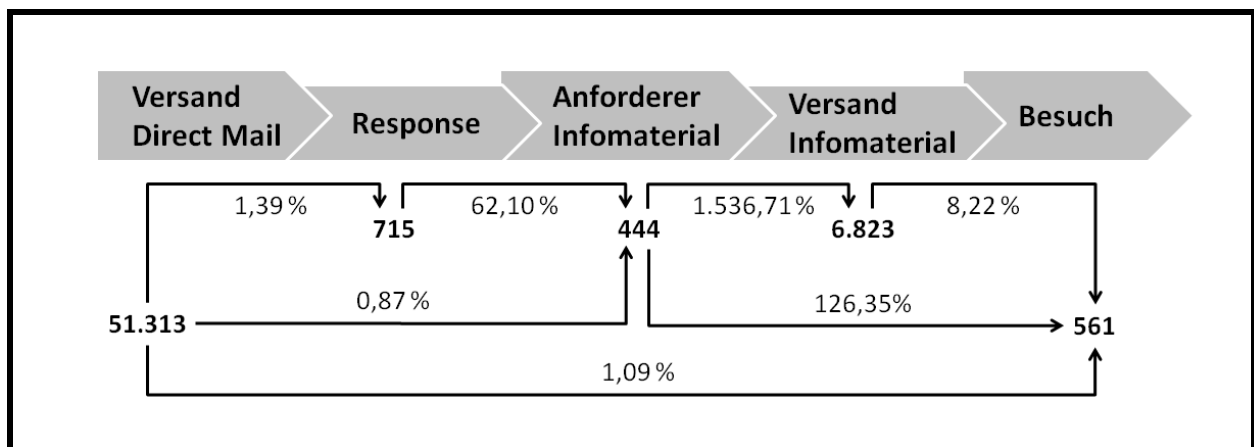 Versand
Direct Mail
Response
Anforderer
Infomaterial
Versand
Infomaterial
Besuch
1,39 %
62,10 %
1.536,71 %
8,22 %
715
444
6.823
0,87 %
126,35%
51.313
561
1,09 %